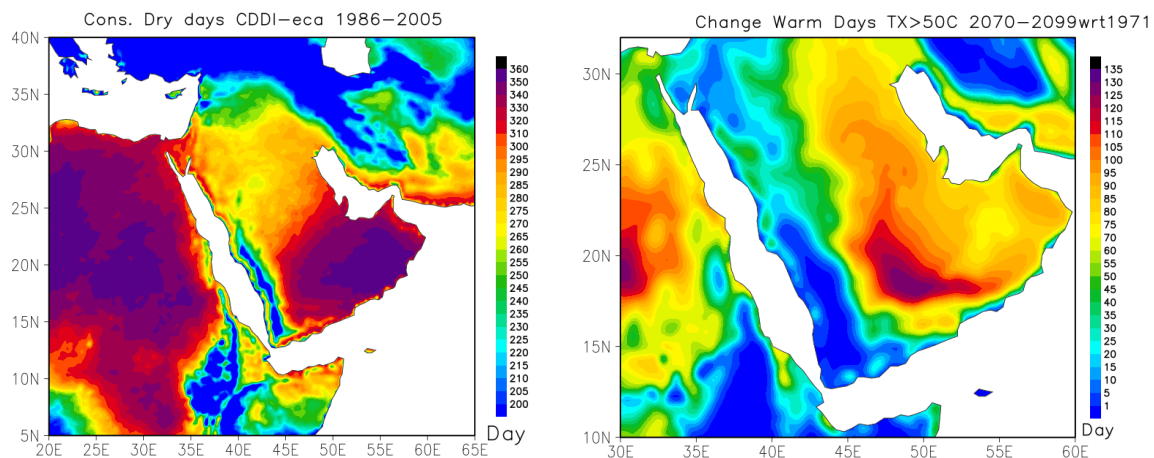 Cons. Dry days CDDI-eca 1986-2005
40N
35N
30N
25N
20N
15N
10N
5N
20E 25E 30E 35E 40E 45E 50E 55E 60E 65E
360
350
340
330
320
310
300
290
285
280
275
270
265
260
255
250
245
240
235
230
225
220
215
210
205
200
Day
Change Warm Days TX>50C 2070-2099wrt1971
30N
25N
20N
15N
10N
30E 35E 40E 45E 50E 55E 60E
135
125
120
115
110
105
100
95
90
85
80
75
70
65
60
55
50
45
40
35
30
25
20
15
10
5
1
Day